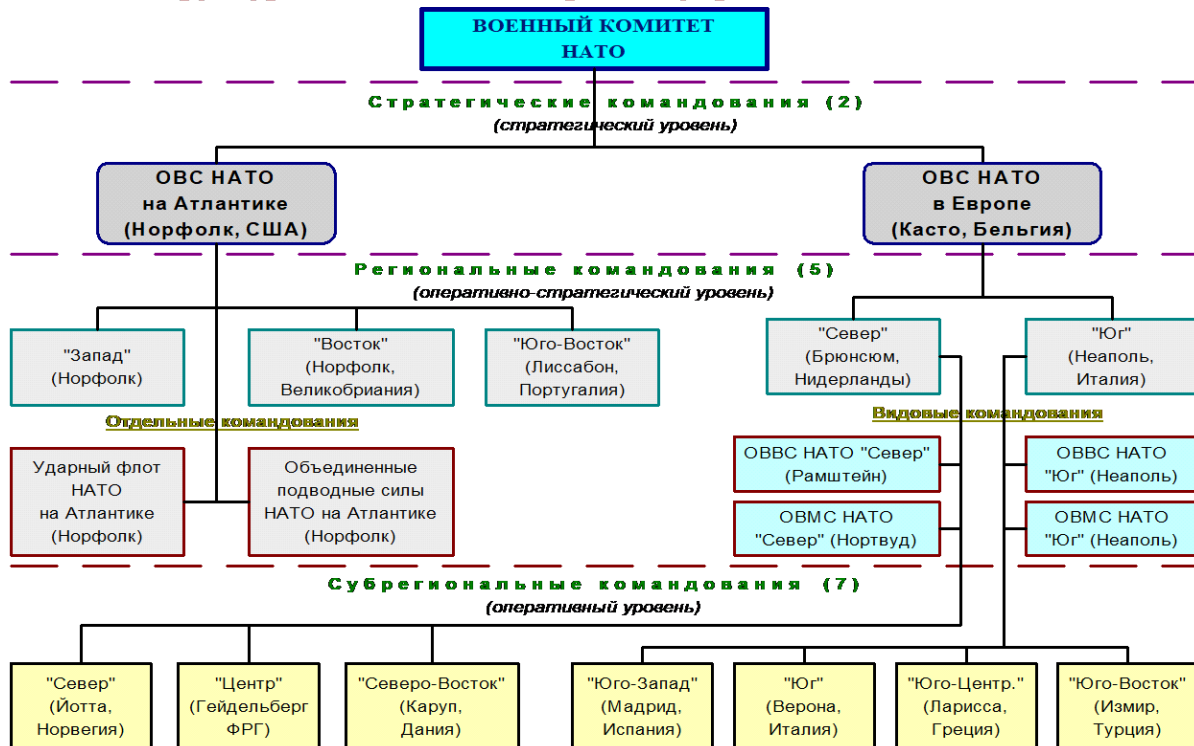 ВОЕННЫЙ КОМИТЕТ
НАТО
Стратегические командования (2)
(стратегический уровень)
ОВС НАТО
на Атлантике
(Норфолк, США)
ОВС НАТО
в Европе
(Касто, Бельгия)
Региональные командования (5)
(оперативно-стратегический уровень)
"Запад"
(Норфолк)
"Восток"
(Норфолк,
Великобриания)
"Юго-Восток"
(Лиссабон,
Португалия)
"Север"
(Брюнсюм,
Нидерланды)
"Юг"
(Неаполь,
Италия)
Отдельные командования
Видовые командования
Ударный флот
НАТО
на Атлантике
(Норфолк)
Объединенные
подводные силы
НАТО на Атлантике
(Норфолк)
ОВВС НАТО "Север"
(Рамштейн)
ОВВС НАТО
"Юг" (Неаполь)
ОВМС НАТО
"Север" (Нортвуд)
ОВМС НАТО
"Юг" (Неаполь)
Субрегиональные командования (7)
(оперативный уровень)
"Север"
(Йотта,
Норвегия)
"Центр"
(Гейдельберг
ФРГ)
"Северо-Восток"
(Каруп,
Дания)
"Юго-Запад"
(Мадрид,
Испания)
"Юг"
(Верона,
Италия)
"Юго-Центр."
(Ларисса,
Греция)
"Юго-Восток"
(Измир,
Турция)